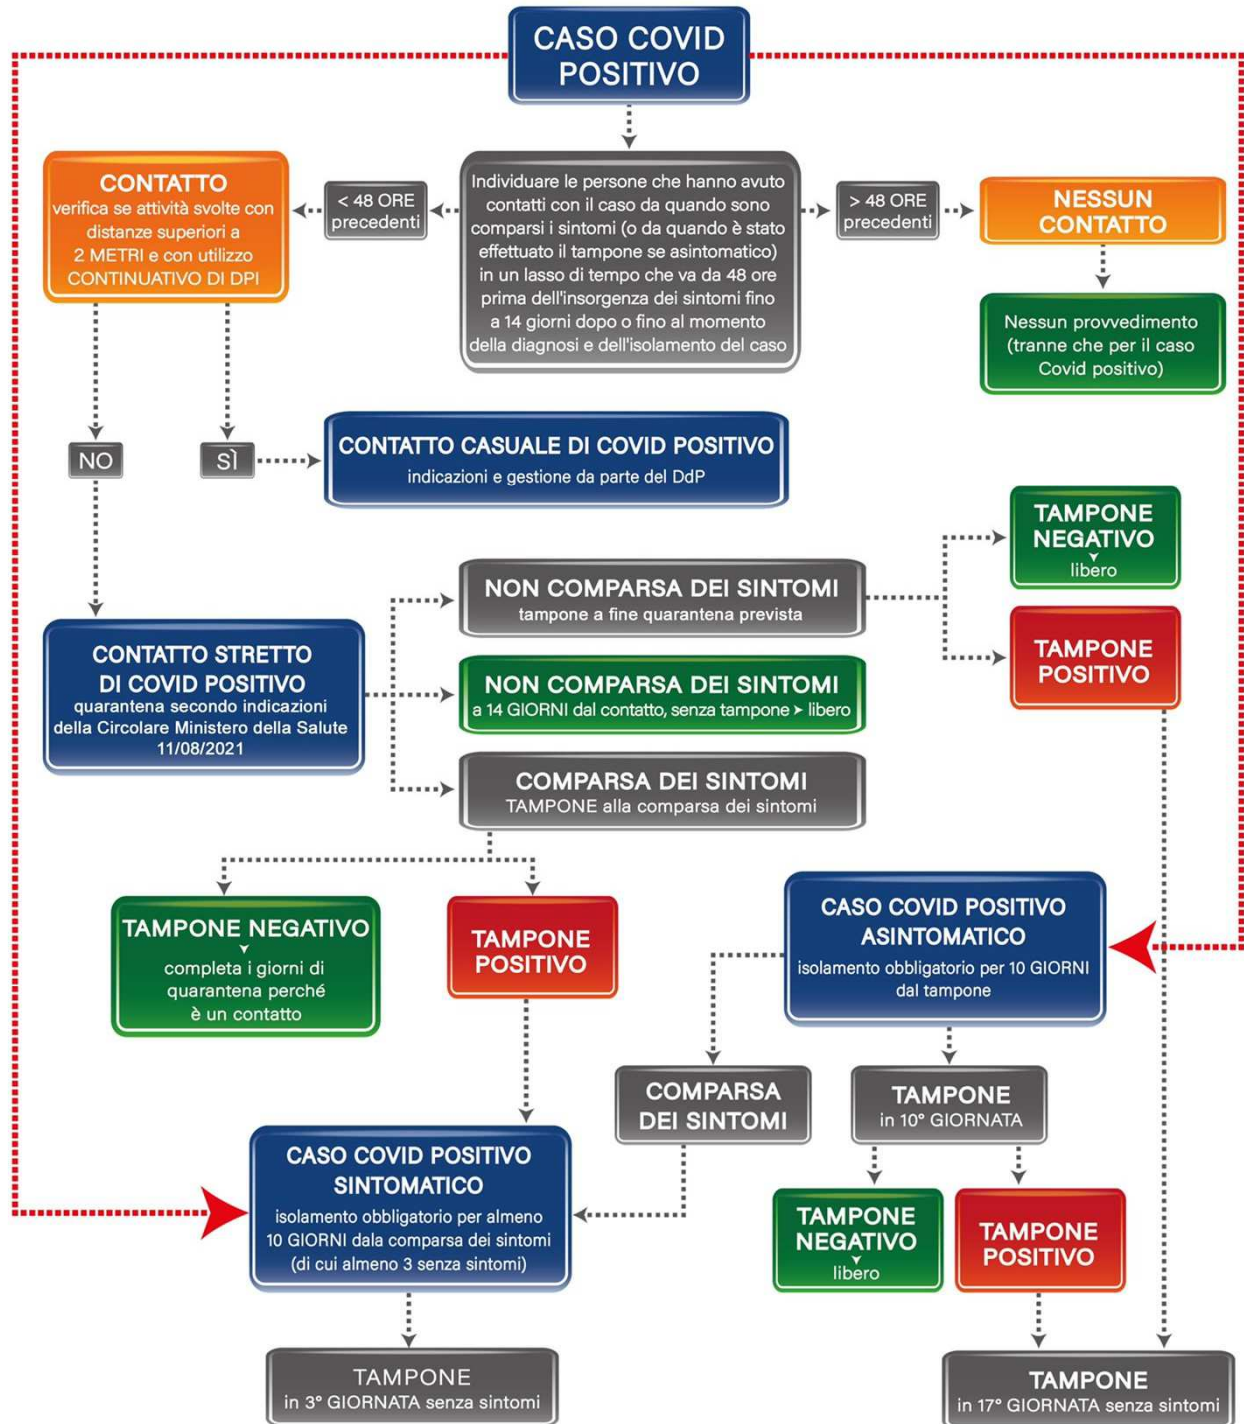 CASO COVID
POSITIVO
CONTATTO
verifica se attività svolte con
distanze superiori a
2 METRI e con utilizzo
CONTINUATIVO DI DPI
< 48 ORE
precedenti
Individuare le persone che hanno avuto
contatti con il caso da quando sono
comparsi i sintomi (o da quando è stato
effettuato il tampone se asintomatico)
in un lasso di tempo che va da 48 ore
prima dell'insorgenza dei sintomi fino
a 14 giorni dopo o fino al momento
della diagnosi e dell'isolamento del caso
> 48 ORE
precedenti
NESSUN
CONTATTO
Nessun provvedimento
(tranne che per il caso
Covid positivo)
NO
SÌ
CONTATTO CASUALE DI COVID POSITIVO
indicazioni e gestione da parte del DdP
CONTATTO STRETTO
DI COVID POSITIVO
quarantena secondo indicazioni
della Circolare Ministero della Salute
11/08/2021
NON COMPARSA DEI SINTOMI
tampone a fine quarantena prevista
TAMPONE
NEGATIVO
libero
TAMPONE
POSITIVO
NON COMPARSA DEI SINTOMI
a 14 GIORNI dal contatto, senza tampone ➤ libero
COMPARSA DEI SINTOMI
TAMPONE alla comparsa dei sintomi
TAMPONE NEGATIVO
completa i giorni di
quarantena perché
è un contatto
TAMPONE
POSITIVO
CASO COVID POSITIVO
ASINTOMATICO
isolamento obbligatorio per 10 GIORNI
dal tampone
COMPARSA
DEI SINTOMI
TAMPONE
in 10° GIORNATA
CASO COVID POSITIVO
SINTOMATICO
isolamento obbligatorio per almeno
10 GIORNI dala comparsa dei sintomi
(di cui almeno 3 senza sintomi)
TAMPONE
NEGATIVO
libero
TAMPONE
POSITIVO
TAMPONE
in 3° GIORNATA senza sintomi
TAMPONE
in 17° GIORNATA senza sintomi